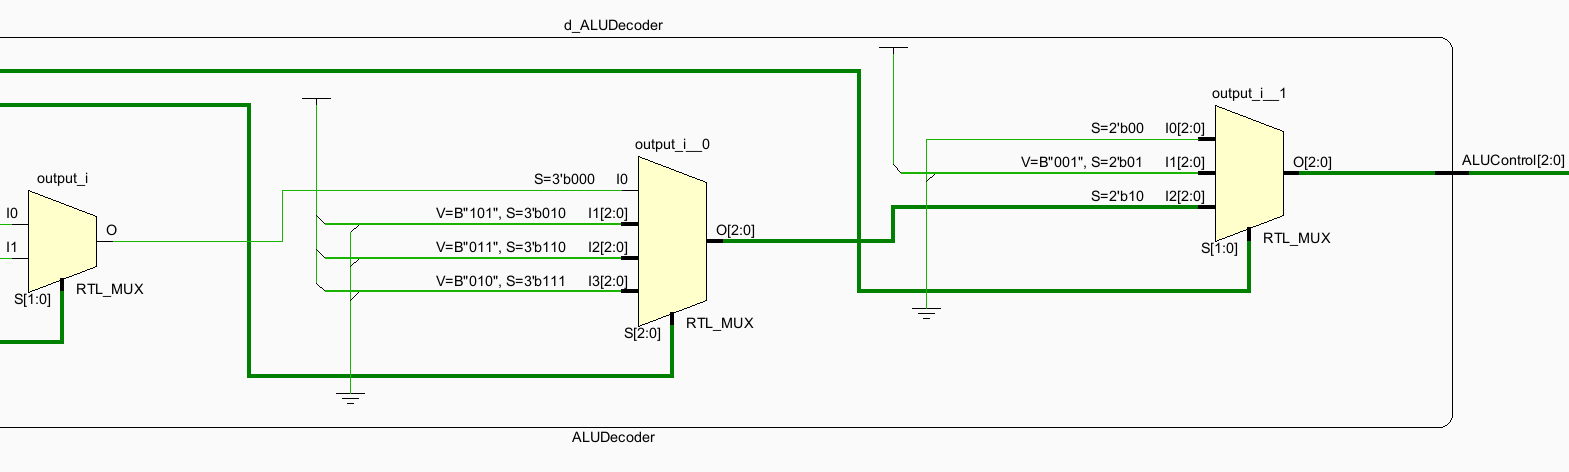 d_ALUDecoder
output_i
I0
I1
O
S[1:0]
RTL_MUX
output_i__0
S=3'b000 I0
V=B"101", S=3'b010 I1[2:0]
V=B"011", S=3'b110 I2[2:0]
V=B"010", S=3'b111 I3[2:0]
O[2:0]
S[2:0]
RTL_MUX
output_i__1
S=2'b00 I0[2:0]
V=B"001", S=2'b01 I1[2:0]
S=2'b10 I2[2:0]
O[2:0]
S[1:0]
RTL_MUX
ALUControl[2:0]
ALUDecoder